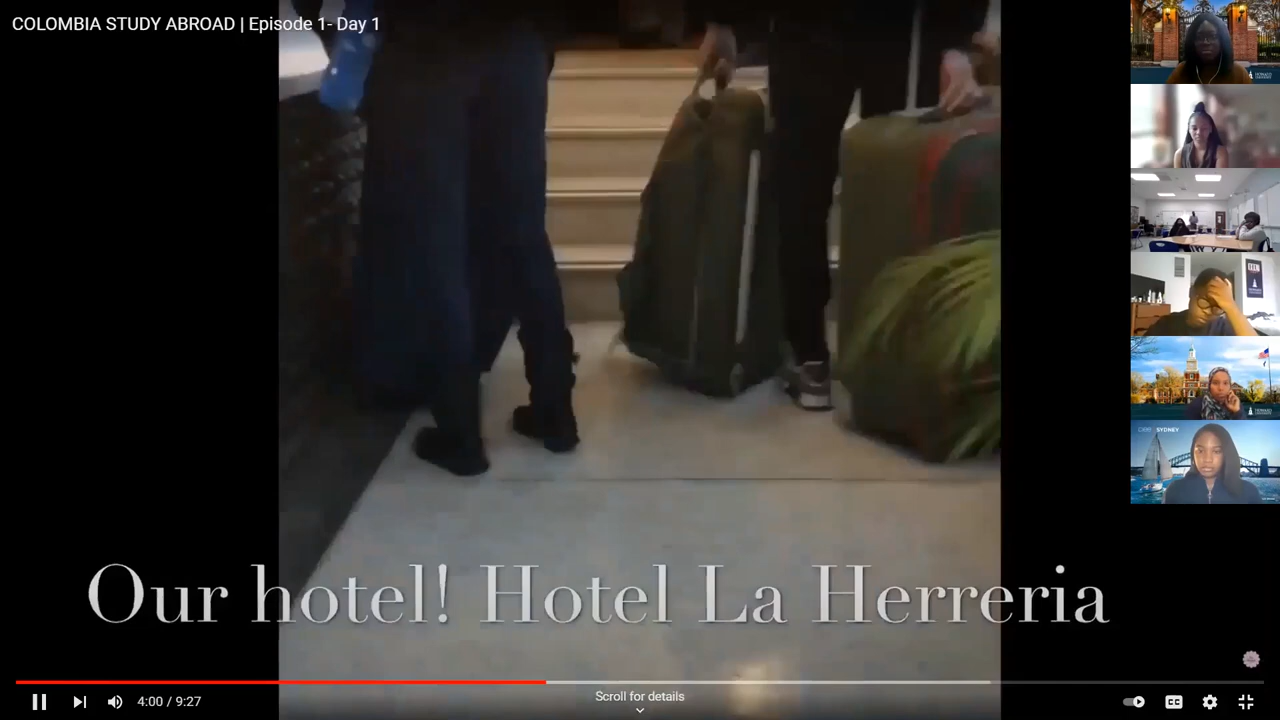 COLOMBIA STUDY ABROAD | Episode 1- Day 1
Our hotel! Hotel La Herreria
4:00 / 9:27
Scroll for details
CC
SYDNEY